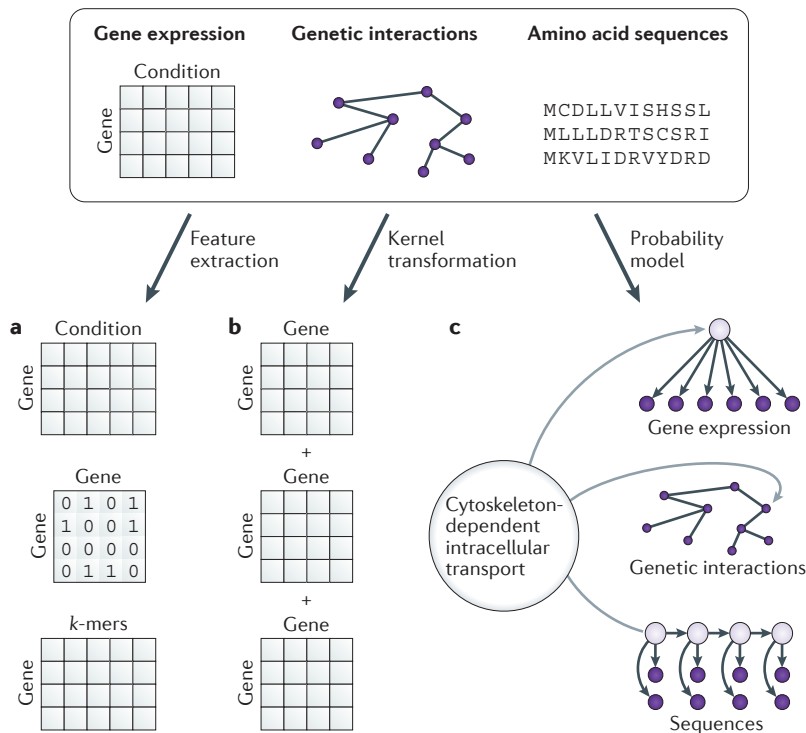 Gene expression
Genetic interactions
Amino acid sequences
Condition
Gene
MCDLLVISHSSL
MLLLDRTSCSRI
MKVLIDRVYDRD
Feature
extraction
Kernel
transformation
Probability
model
a
Condition
Gene
Gene
Gene
0 1 0 1
1 0 0 1
0 0 0 0
0 1 1 0
k-mers
Gene
b
Gene
Gene
+
Gene
Gene
+
Gene
Gene
c
Gene expression
Cytoskeleton-
dependent
intracellular
transport
Genetic interactions
Sequences